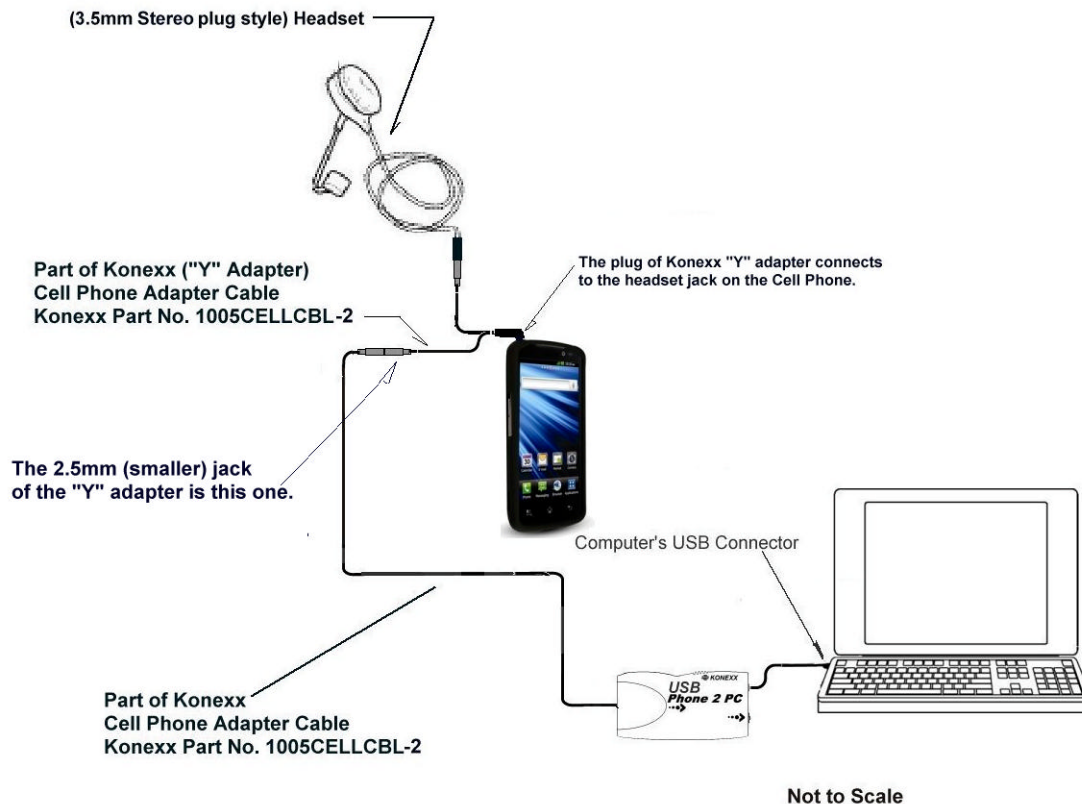 (3.5mm Stereo plug style) Headset
Part of Konexx ("Y" Adapter)
Cell Phone Adapter Cable
Konexx Part No. 1005CELLCBL-2
The plug of Konexx "Y" adapter connects
to the headset jack on the Cell Phone.
The 2.5mm (smaller) jack
of the "Y" adapter is this one.
Computer's USB Connector
KONEXX
USB
Phone 2 PC
Part of Konexx
Cell Phone Adapter Cable
Konexx Part No. 1005CELLCBL-2
Not to Scale